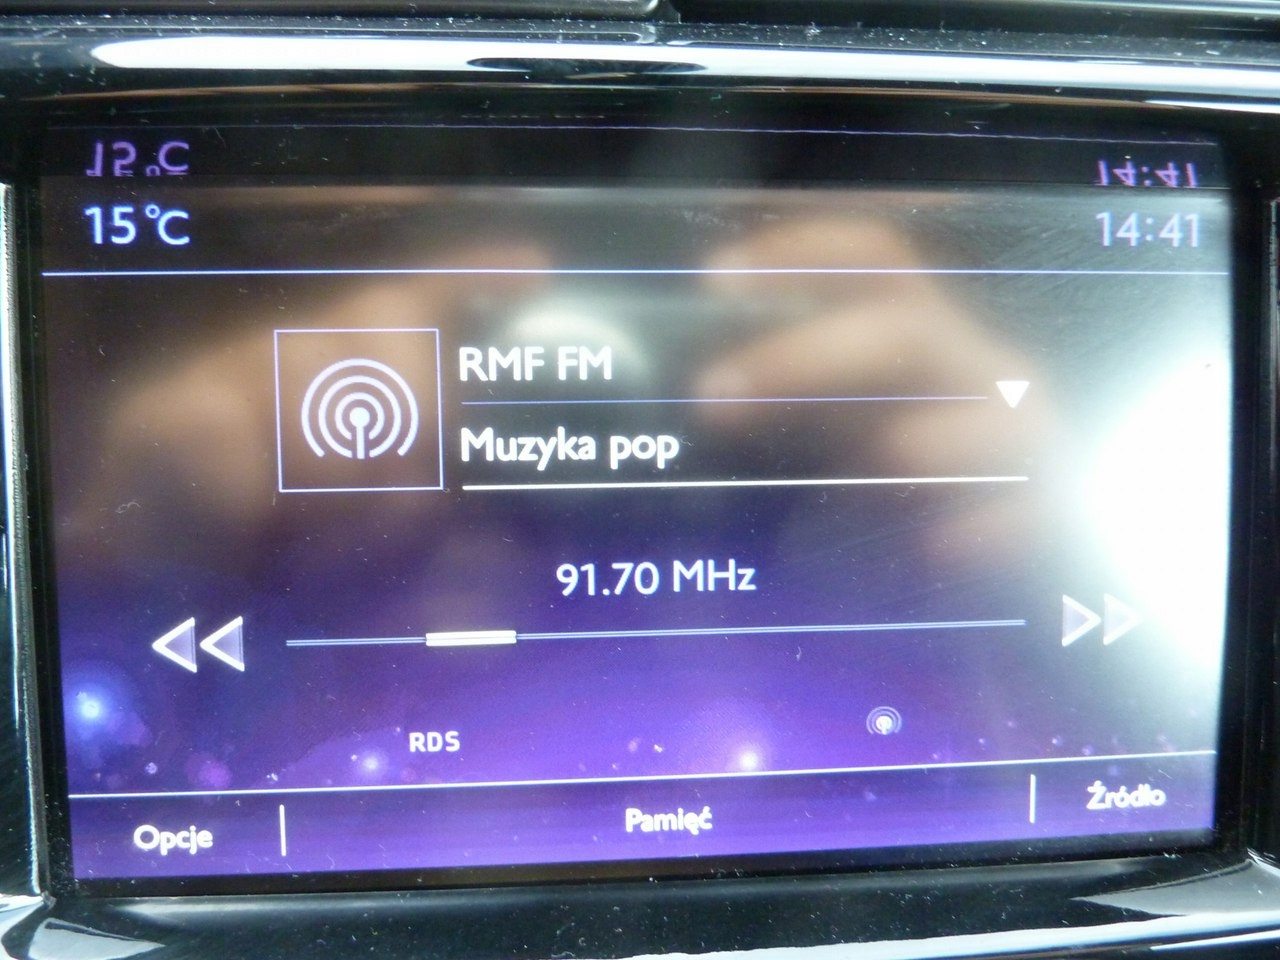 15°C 14:41
RMF FM
Muzyka pop
91.70 MHz
RDS
Opcje Pamięć Źródło